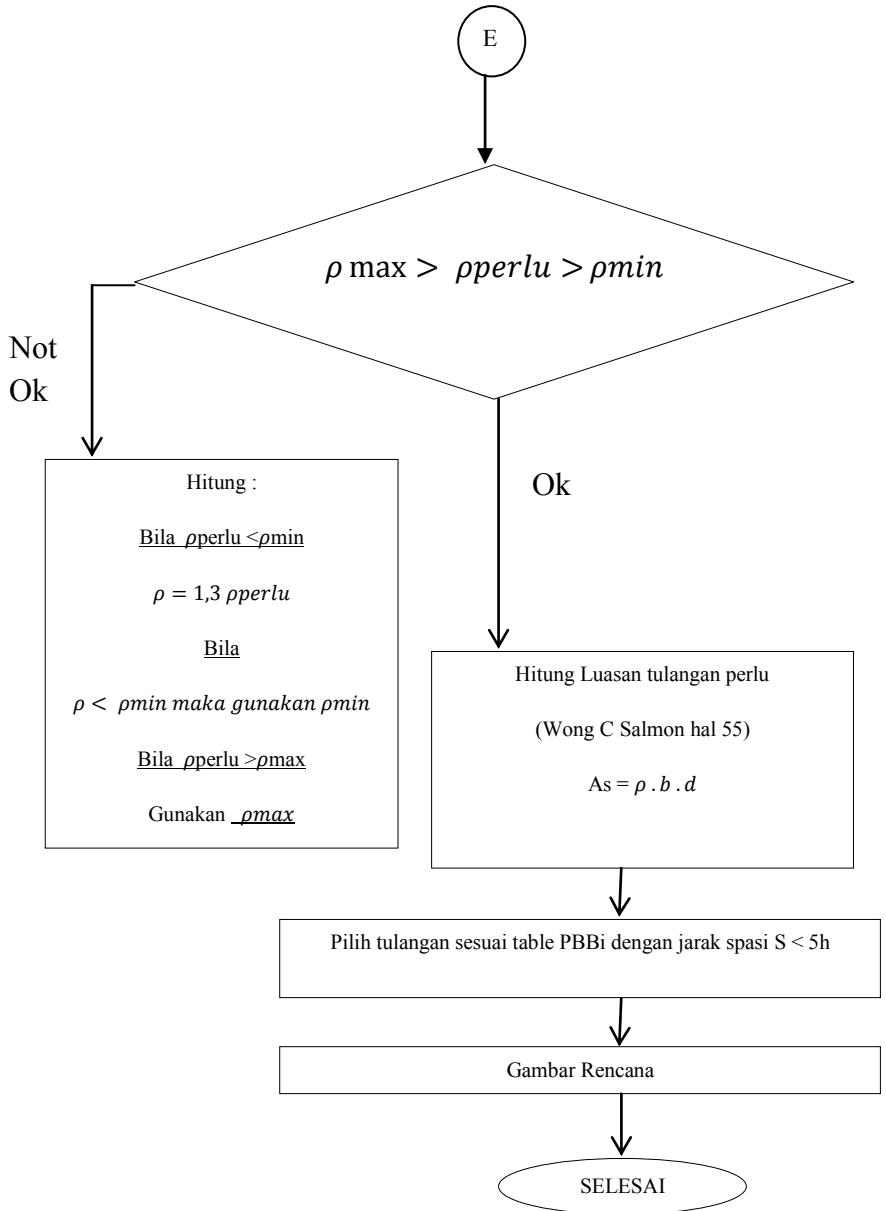 E
𝜌 max > 𝜌perlu > 𝜌min
Not
Ok
Hitung :
Bila 𝜌perlu <𝜌min
𝜌 = 1,3 𝜌perlu
Bila
𝜌 < 𝜌min maka gunakan 𝜌min
Bila 𝜌perlu >𝜌max
Gunakan 𝜌max
Ok
Hitung Luasan tulangan perlu
(Wong C Salmon hal 55)
As = 𝜌 . b . d
Pilih tulangan sesuai table PBBi dengan jarak spasi S < 5h
Gambar Rencana
SELESAI